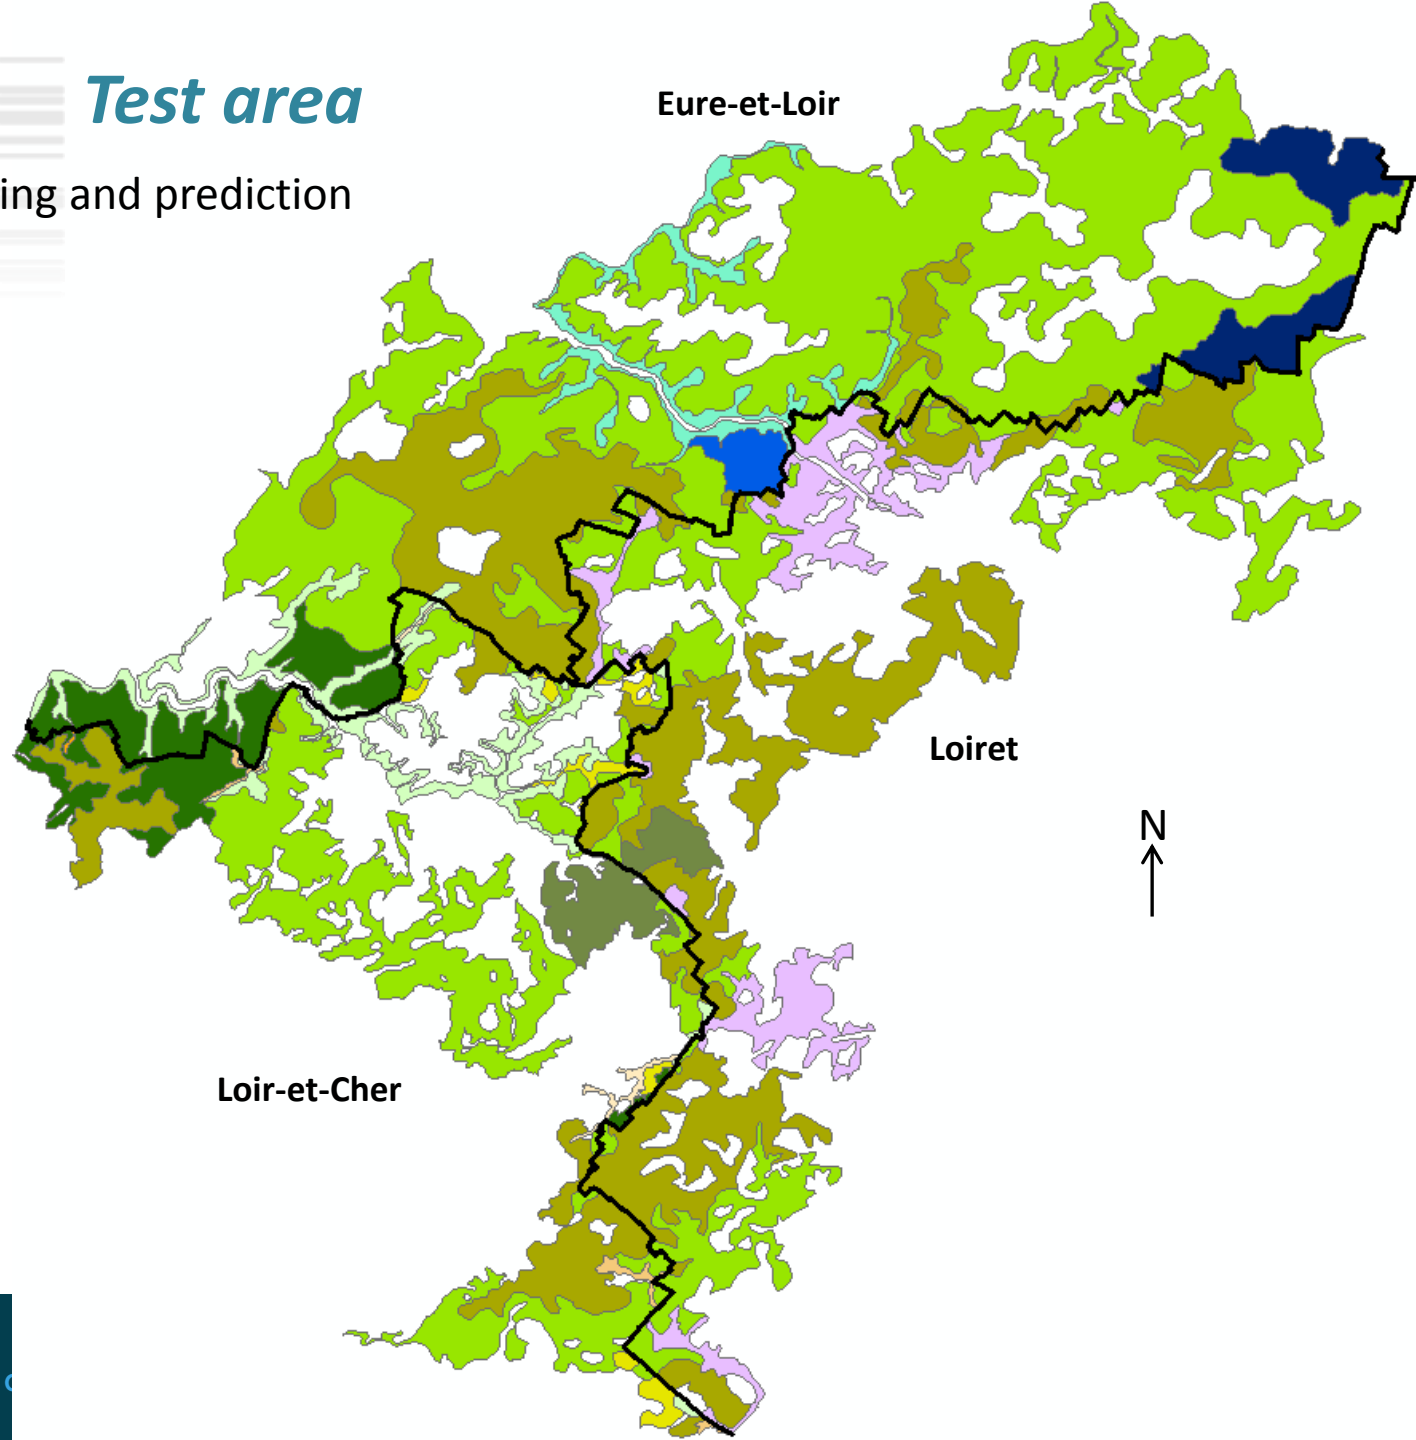 Test area
Eure-et-Loir
ing and prediction
Loiret
N
Loir-et-Cher